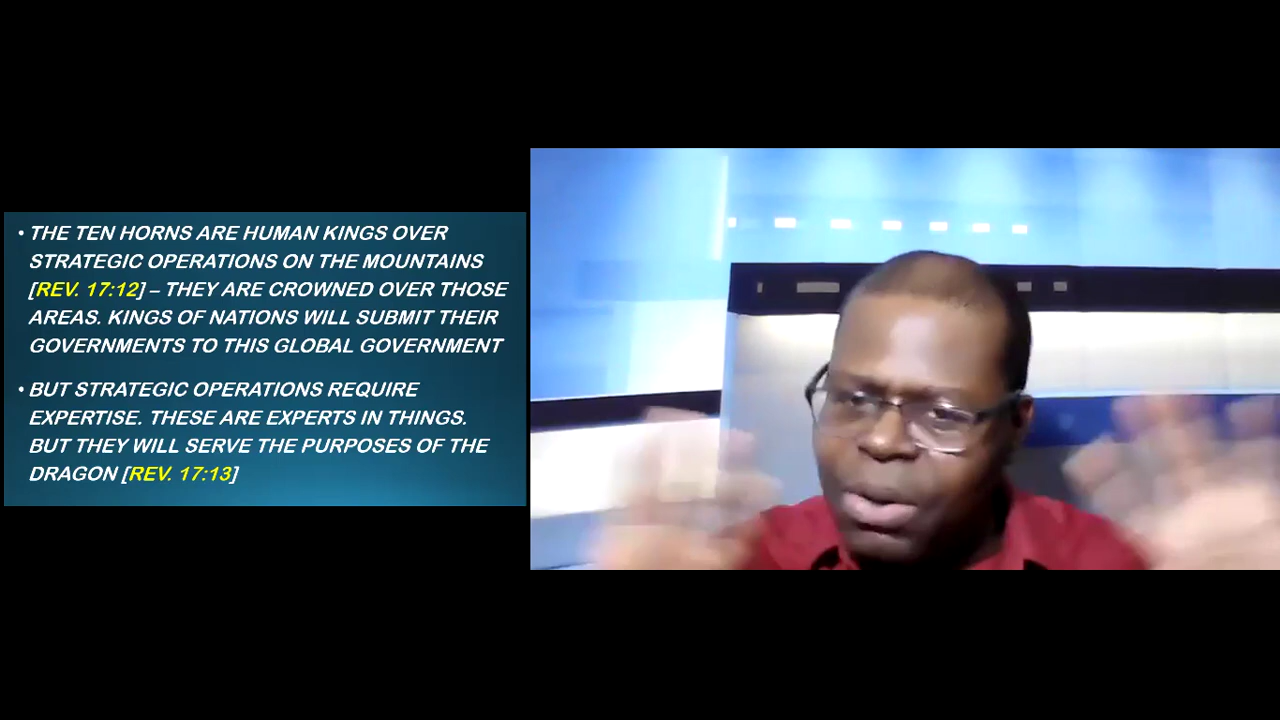 • THE TEN HORNS ARE HUMAN KINGS OVER
STRATEGIC OPERATIONS ON THE MOUNTAINS
[REV. 17:12] – THEY ARE CROWNED OVER THOSE
AREAS. KINGS OF NATIONS WILL SUBMIT THEIR
GOVERNMENTS TO THIS GLOBAL GOVERNMENT
• BUT STRATEGIC OPERATIONS REQUIRE
EXPERTISE. THESE ARE EXPERTS IN THINGS.
BUT THEY WILL SERVE THE PURPOSES OF THE
DRAGON [REV. 17:13]